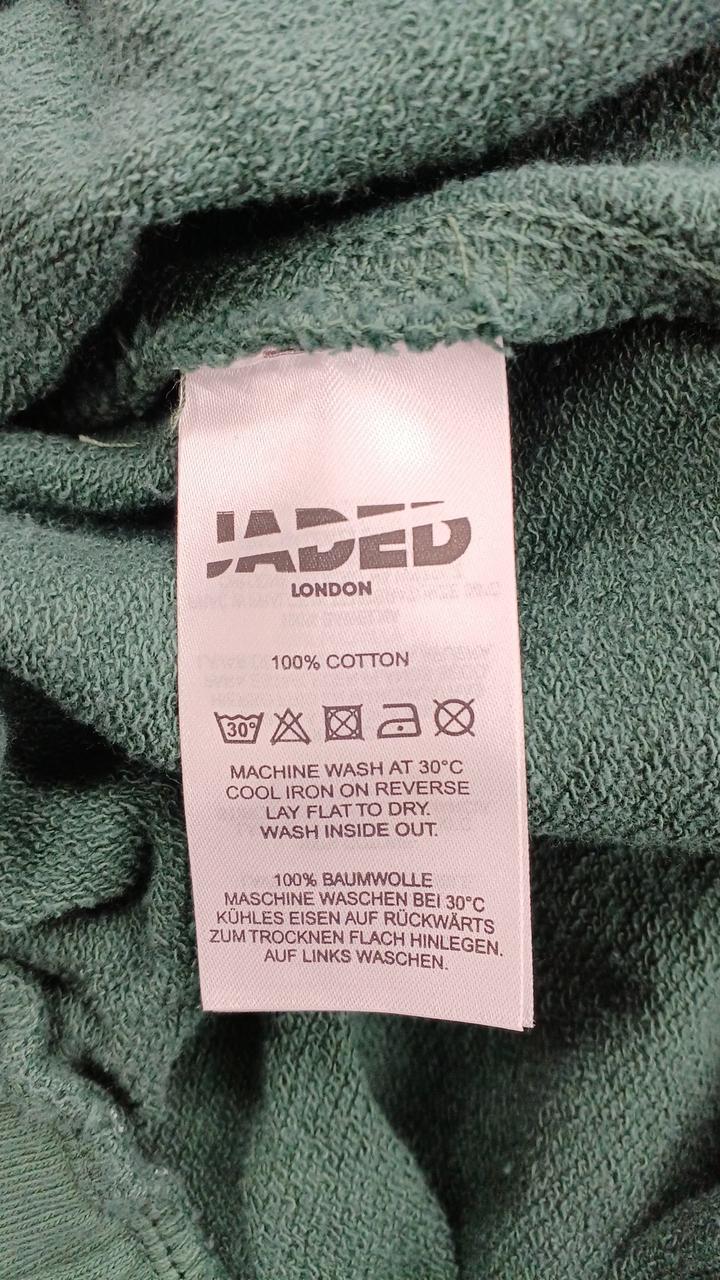 JADED
LONDON
100% COTTON
30°
MACHINE WASH AT 30°C
COOL IRON ON REVERSE
LAY FLAT TO DRY.
WASH INSIDE OUT.
100% BAUMWOLLE
MASCHINE WASCHEN BEI 30°C
KÜHLES EISEN AUF RÜCKWÄRTS
ZUM TROCKNEN FLACH HINLEGEN.
AUF LINKS WASCHEN.